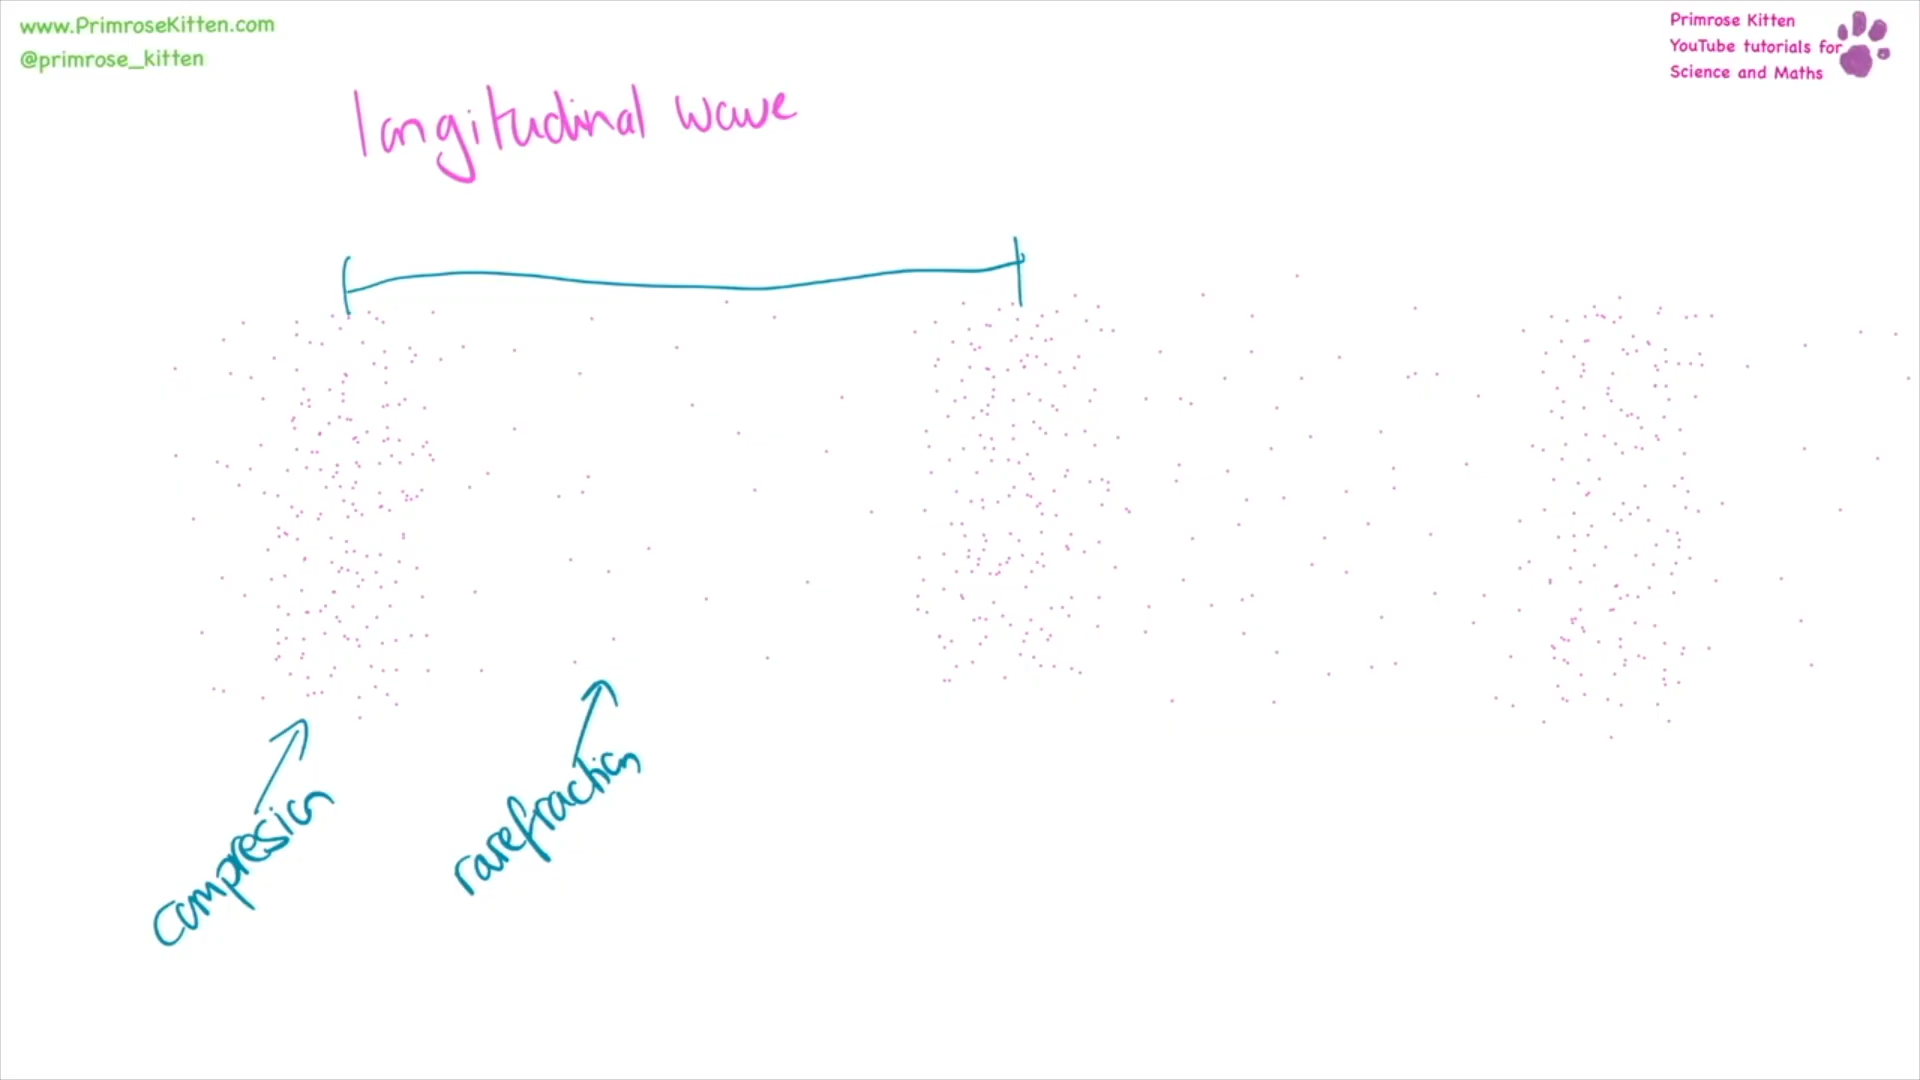 www.PrimroseKitten.com
@primrose_kitten
Primrose Kitten
YouTube tutorials for
Science and Maths
longitudinal wave
compresion
rarefraction